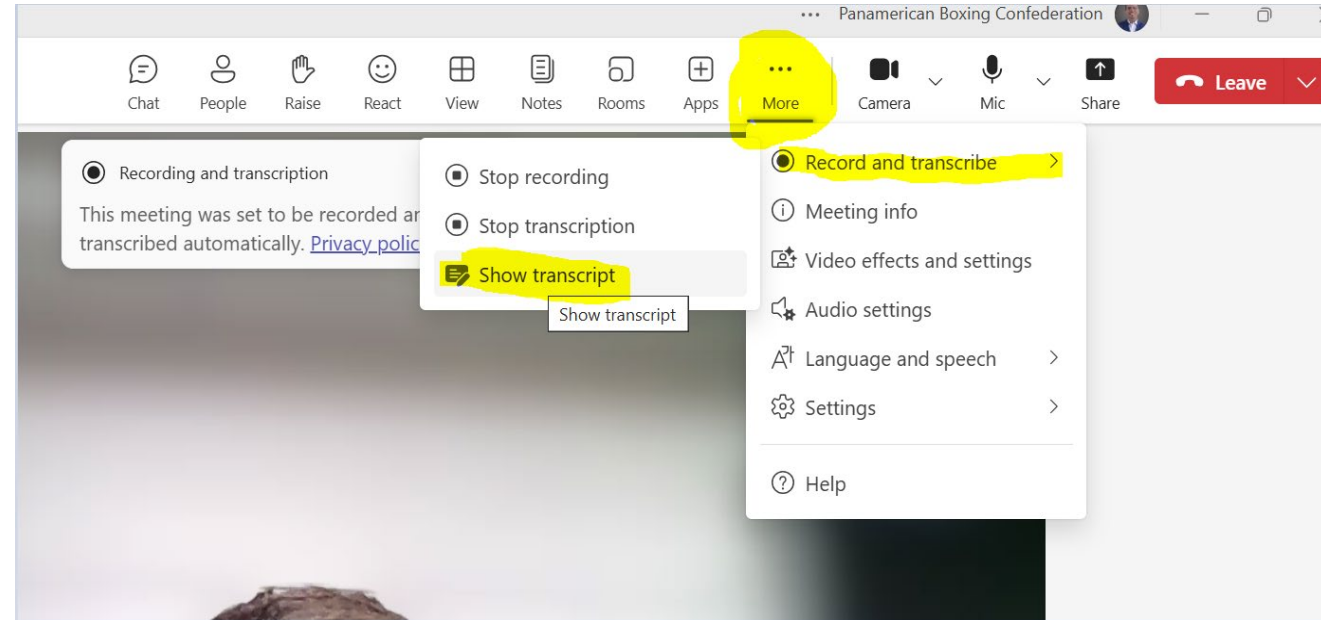 Panamerican Boxing Confederation
Chat People Raise React View Notes Rooms Apps More Camera Mic Share Leave
Recording and transcription
This meeting was set to be recorded
transcribed automatically. Privacy
Stop recording
Stop transcription
Show transcript
Show transcript
Record and transcribe
Meeting info
Video effects and settings
Audio settings
Language and speech
Settings
Help